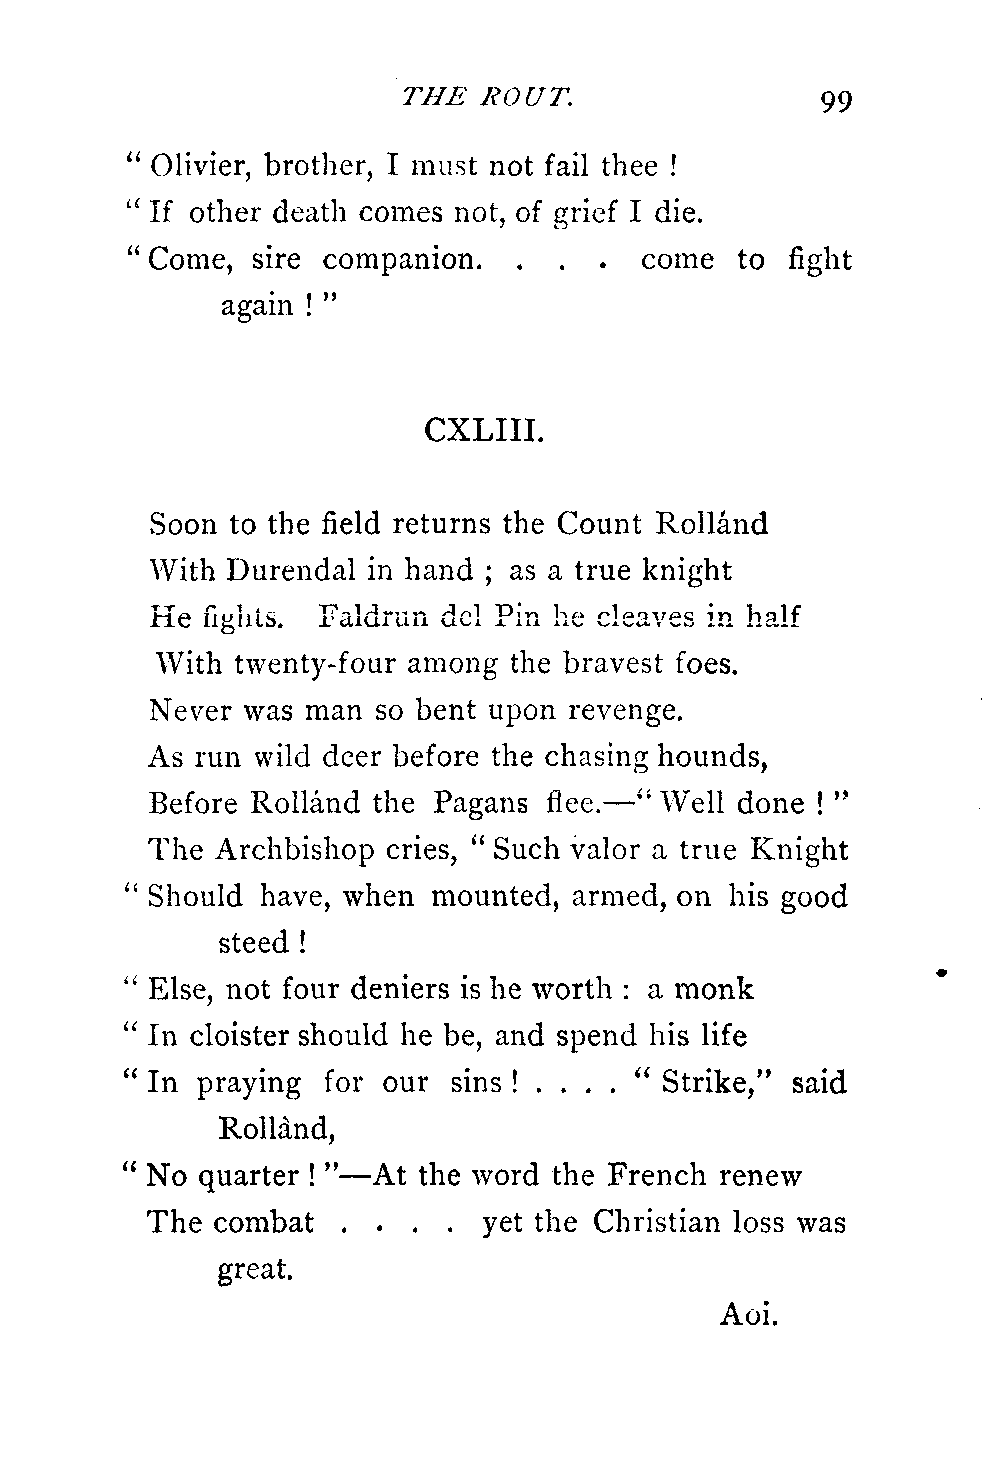 THE ROUT. 99
“ Olivier, brother, I must not fail thee !
“ If other death comes not, of grief I die.
“ Come, sire companion. . . . come to fight
again ! ”
CXLIII.
Soon to the field returns the Count Rollánd
With Durendal in hand ; as a true knight
He fights. Faldrun del Pin he cleaves in half
With twenty-four among the bravest foes.
Never was man so bent upon revenge.
As run wild deer before the chasing hounds,
Before Rollánd the Pagans flee.—“ Well done ! ”
The Archbishop cries, “ Such valor a true Knight
“ Should have, when mounted, armed, on his good
steed !
“ Else, not four deniers is he worth : a monk
“ In cloister should he be, and spend his life
“ In praying for our sins ! . . . . “ Strike,” said
Rollànd,
“ No quarter ! ”—At the word the French renew
The combat . . . . yet the Christian loss was
great.
Aoi.